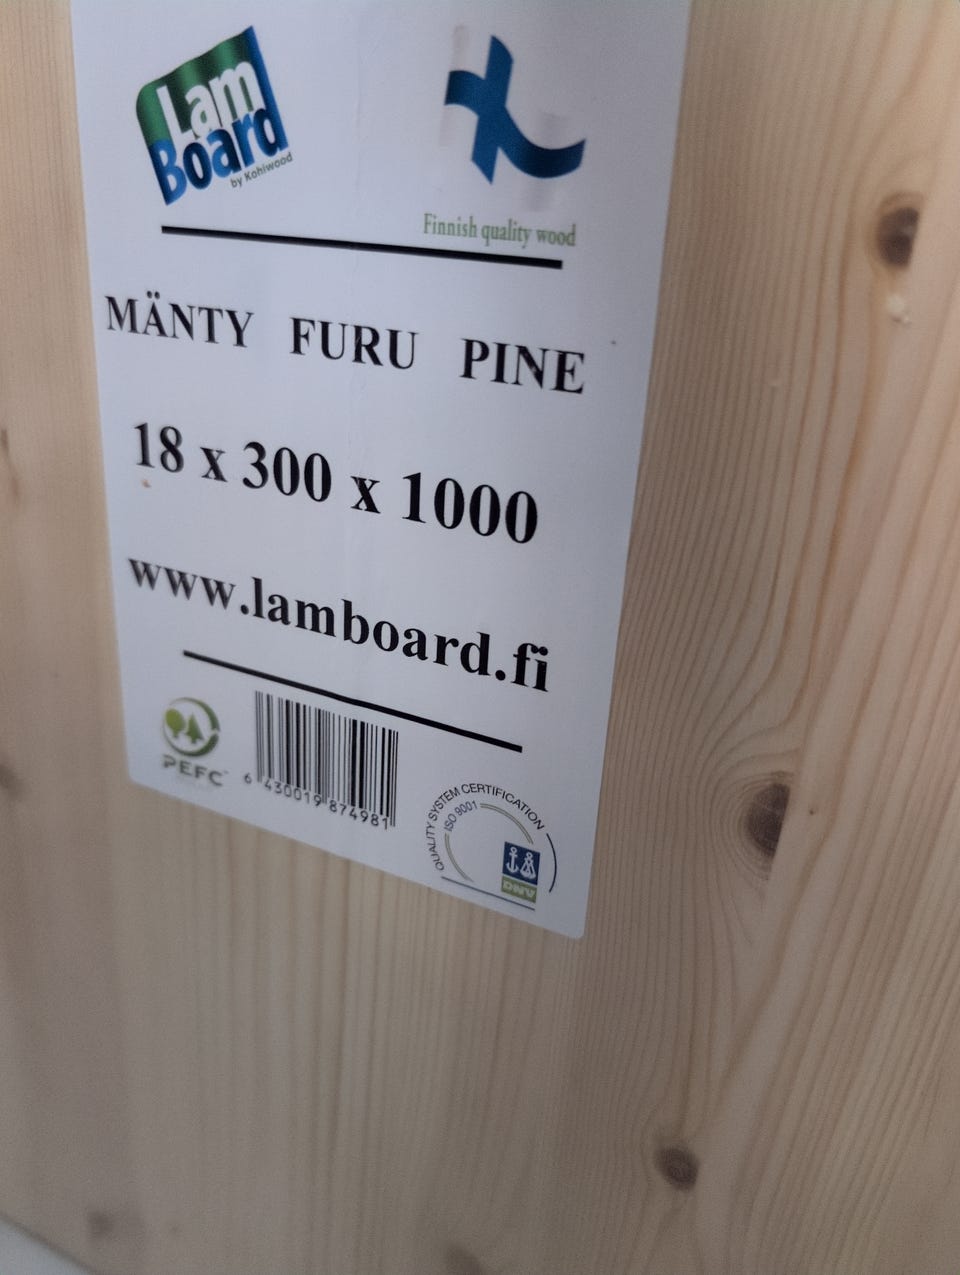 Lam
Board
by Kohiwood
Finnish quality wood
MÄNTY FURU PINE
18 x 300 x 1000
www.lamboard.fi
PEFC
6 430019 874981
QUALITY SYSTEM CERTIFICATION
ISO 9001
DNV